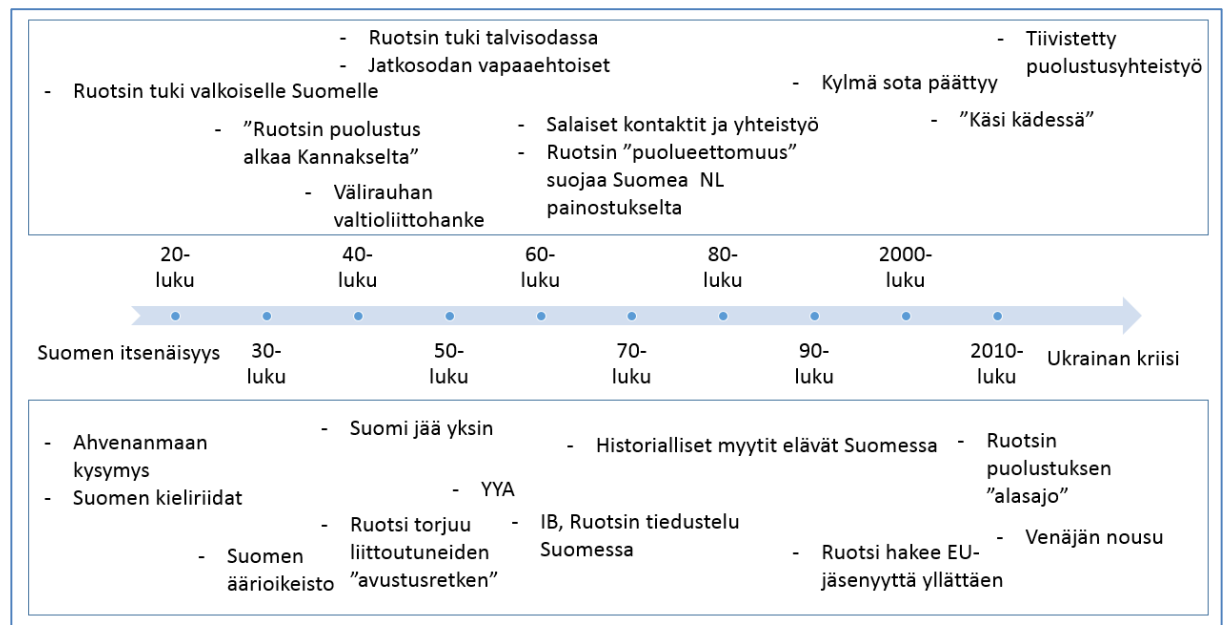 - Ruotsin tuki talvisodassa
- Jatkosodan vapaaehtoiset
- Tiivistetty
puolustusyhteistyö
- Ruotsin tuki valkoiselle Suomelle
- Kylmä sota päättyy
- ”Ruotsin puolustus
alkaa Kannakselta”
- Salaiset kontaktit ja yhteistyö
- Ruotsin ”puolueettomuus”
suojaa Suomea NL
painostukselta
- ”Käsi kädessä”
- Välirauhan
valtioliittohanke
20-
luku
40-
luku
60-
luku
80-
luku
2000-
luku
Suomen itsenäisyys
30-
luku
50-
luku
70-
luku
90-
luku
2010-
luku
Ukrainan kriisi
- Ahvenanmaan
kysymys
- Suomen kieliriidat
- Suomi jää yksin
- Historialliset myytit elävät Suomessa
- Ruotsin
puolustuksen
”alasajo”
- YYA
- Suomen
äärioikeisto
- Ruotsi torjuu
liittoutuneiden
”avustusretken”
- IB, Ruotsin tiedustelu
Suomessa
- Ruotsi hakee EU-
jäsenyyttä yllättäen
- Venäjän nousu